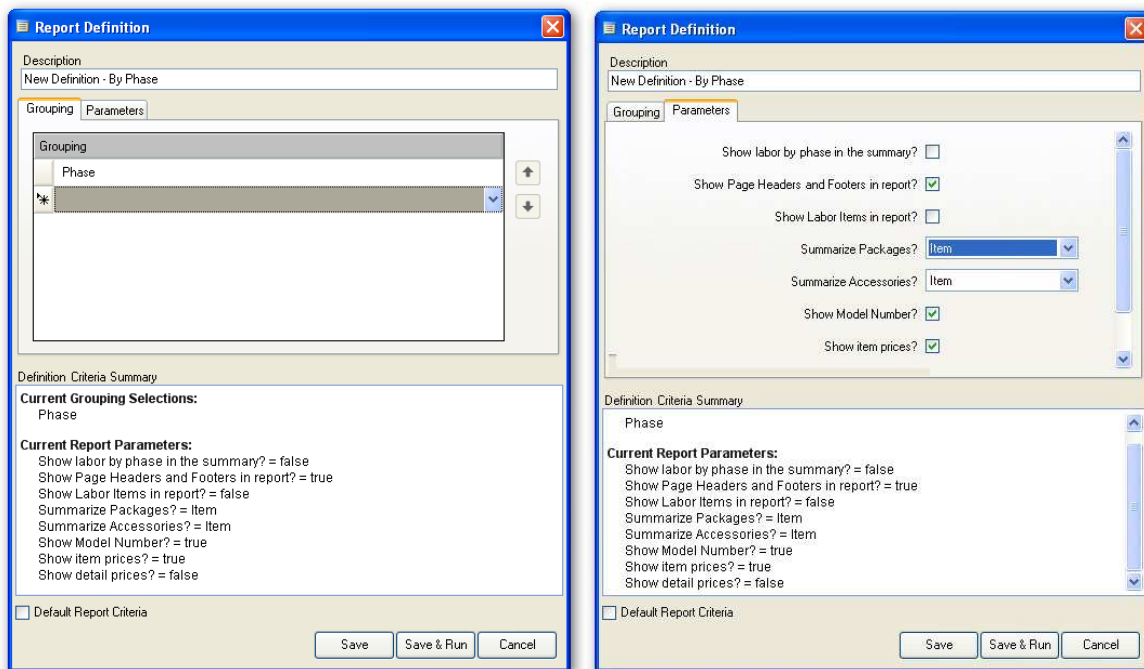 Report Definition
Description
New Definition - By Phase
Grouping Parameters
Grouping
Phase
Definition Criteria Summary
Current Grouping Selections:
Phase
Current Report Parameters:
Show labor by phase in the summary? = false
Show Page Headers and Footers in report? = true
Show Labor Items in report? = false
Summarize Packages? = Item
Summarize Accessories? = Item
Show Model Number? = true
Show item prices? = true
Show detail prices? = false
Default Report Criteria
Save Save & Run Cancel
Report Definition
Description
New Definition - By Phase
Grouping Parameters
Show labor by phase in the summary?
Show Page Headers and Footers in report?
Show Labor Items in report?
Summarize Packages? Item
Summarize Accessories? Item
Show Model Number?
Show item prices?
Definition Criteria Summary
Phase
Current Report Parameters:
Show labor by phase in the summary? = false
Show Page Headers and Footers in report? = true
Show Labor Items in report? = false
Summarize Packages? = Item
Summarize Accessories? = Item
Show Model Number? = true
Show item prices? = true
Show detail prices? = false
Default Report Criteria
Save Save & Run Cancel